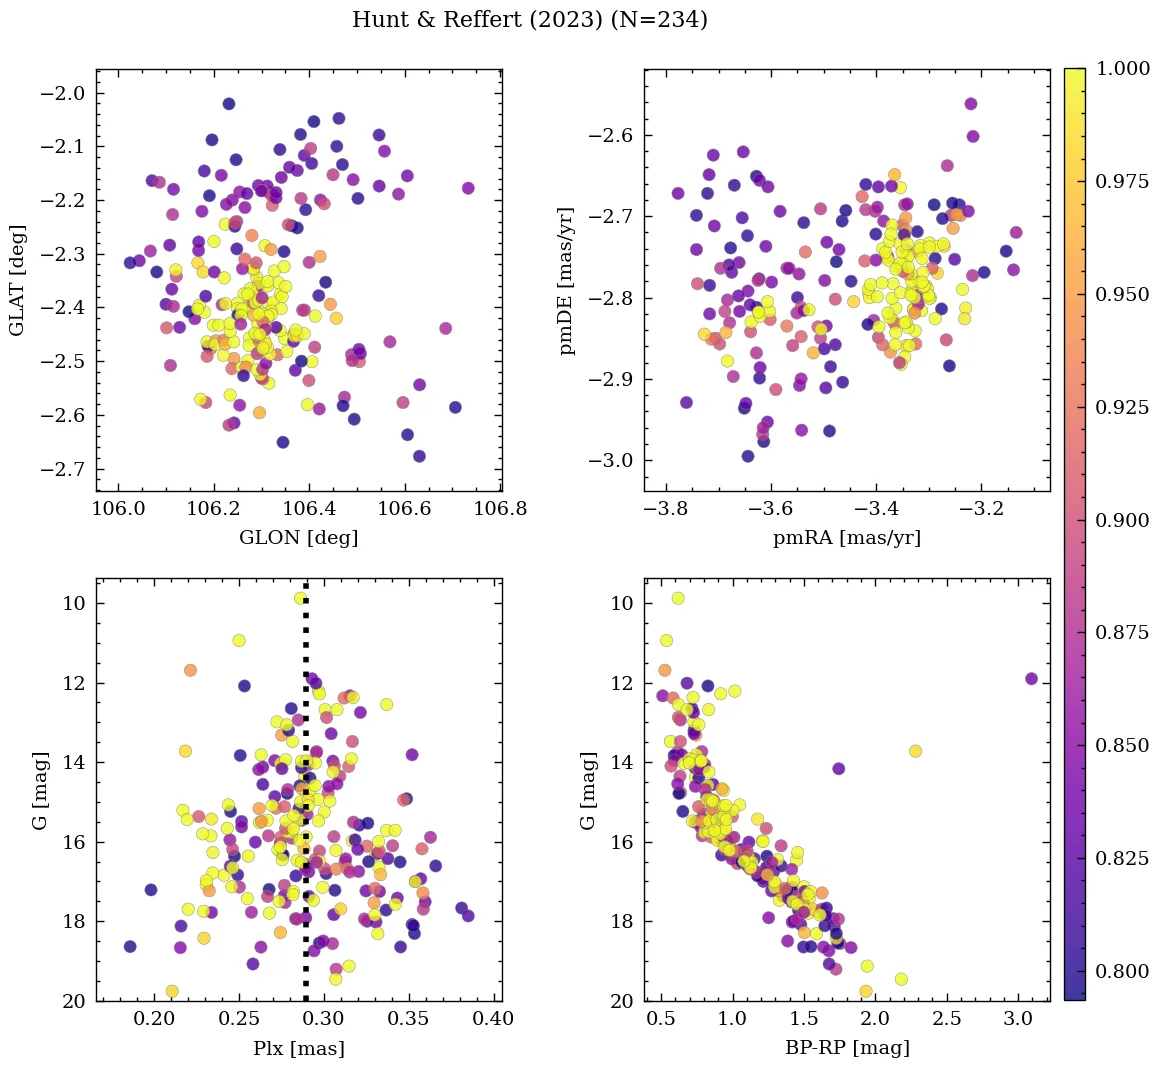 Hunt & Reffert (2023) (N=234)
−2.0
−2.1
−2.2
−2.3
−2.4
−2.5
−2.6
−2.7
GLAT [deg]
106.0 106.2 106.4 106.6 106.8
GLON [deg]
−2.6
−2.7
−2.8
−2.9
−3.0
pmDE [mas/yr]
−3.8 −3.6 −3.4 −3.2
pmRA [mas/yr]
10
12
14
16
18
20
G [mag]
0.20 0.25 0.30 0.35 0.40
Plx [mas]
10
12
14
16
18
20
G [mag]
0.5 1.0 1.5 2.0 2.5 3.0
BP-RP [mag]
1.000
0.975
0.950
0.925
0.900
0.875
0.850
0.825
0.800